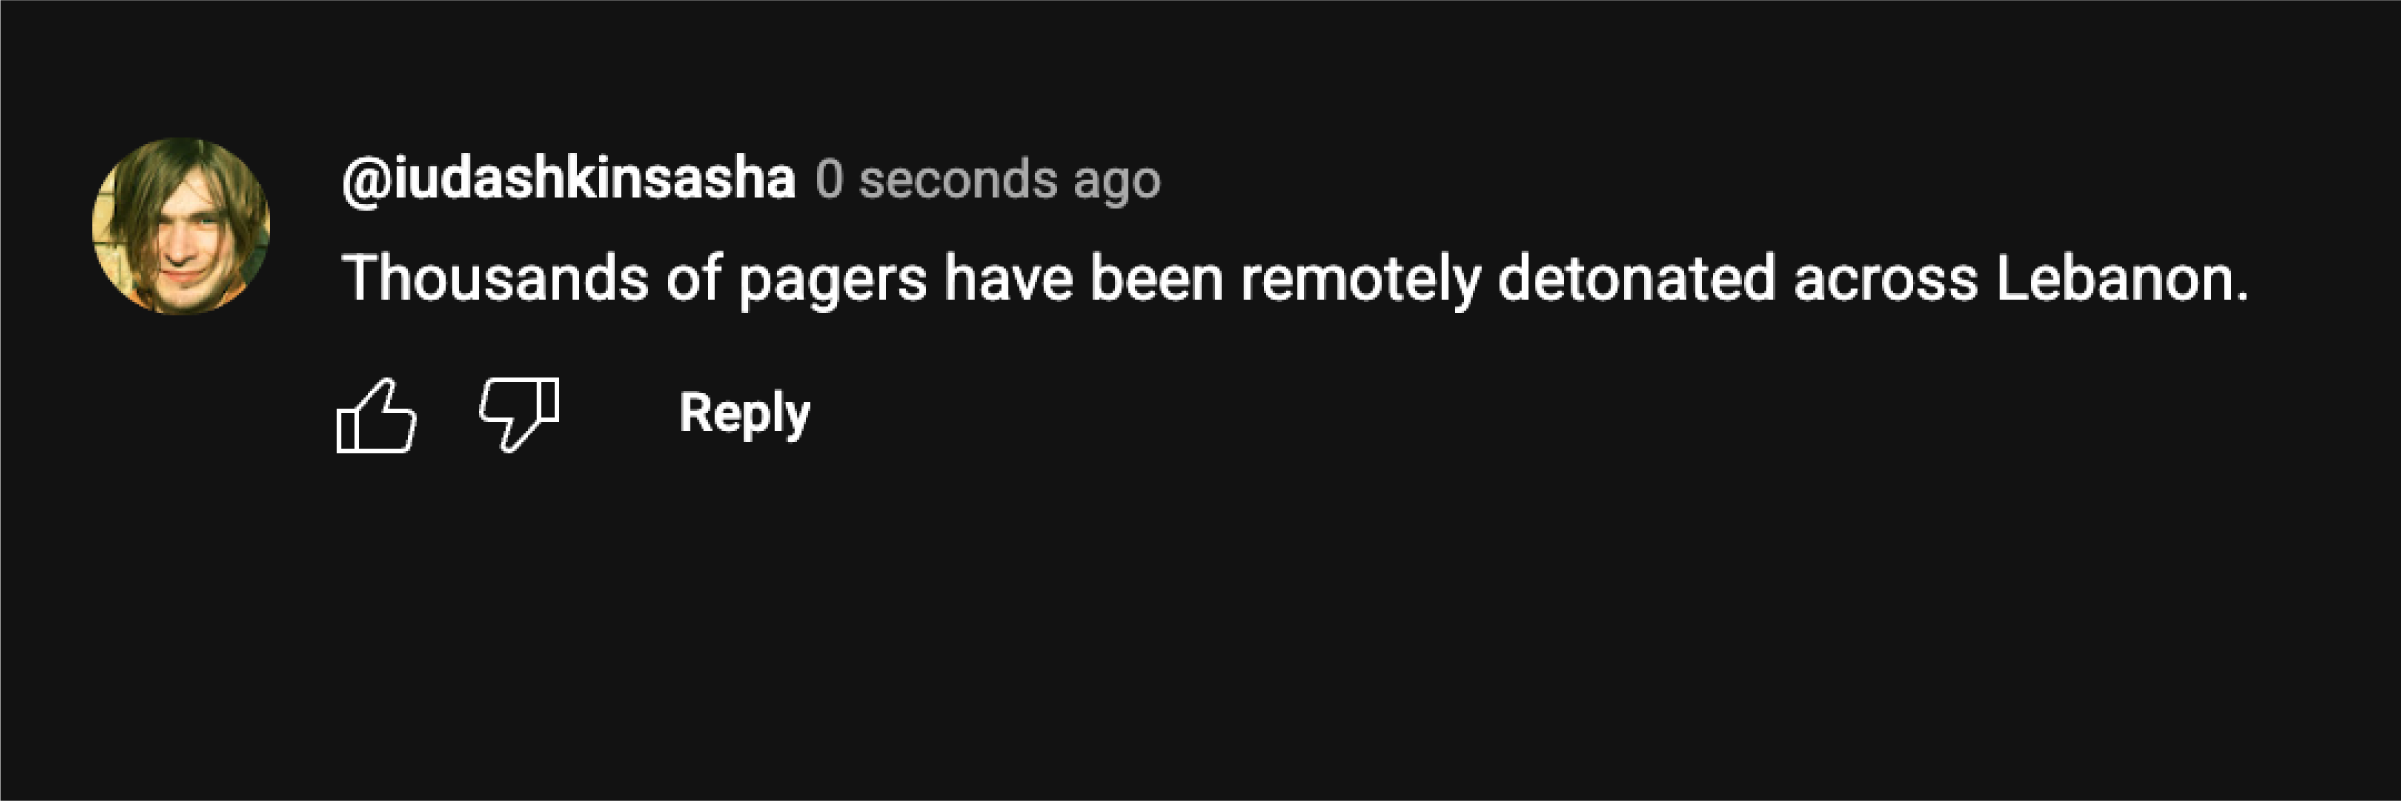 @iudashkinsasha 0 seconds ago
Thousands of pagers have been remotely detonated across Lebanon.
Reply